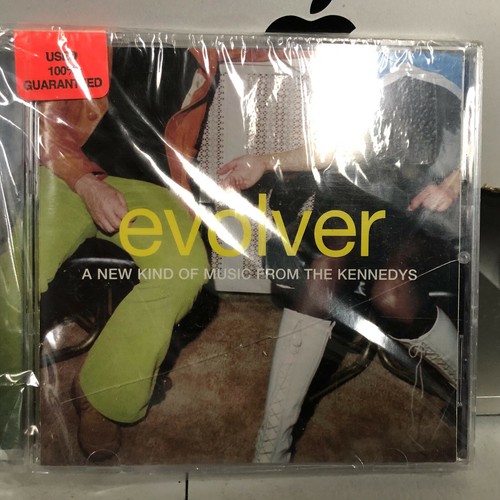 USED
100%
GUARANTEED
evolver
A NEW KIND OF MUSIC FROM THE KENNEDYS